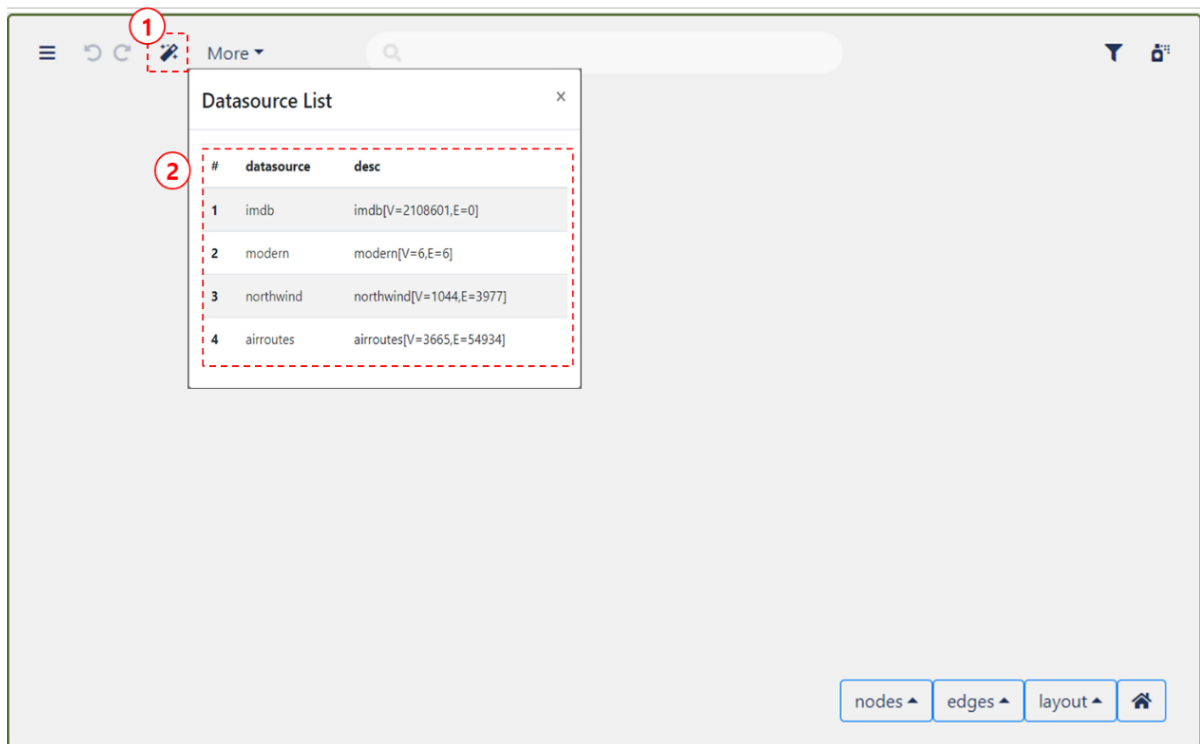 1
More
Datasource List ×
2
# datasource desc
1 imdb imdb[V=2108601,E=0]
2 modern modern[V=6,E=6]
3 northwind northwind[V=1044,E=3977]
4 airroutes airroutes[V=3665,E=54934]
nodes edges layout